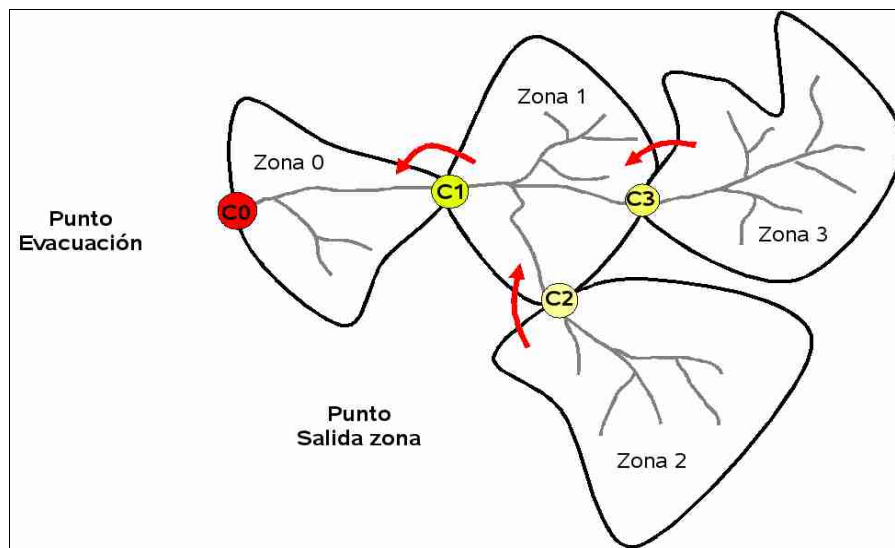 Zona 1
Zona 0
C1
C3
C0
Punto
Evacuación
Zona 3
C2
Punto
Salida zona
Zona 2